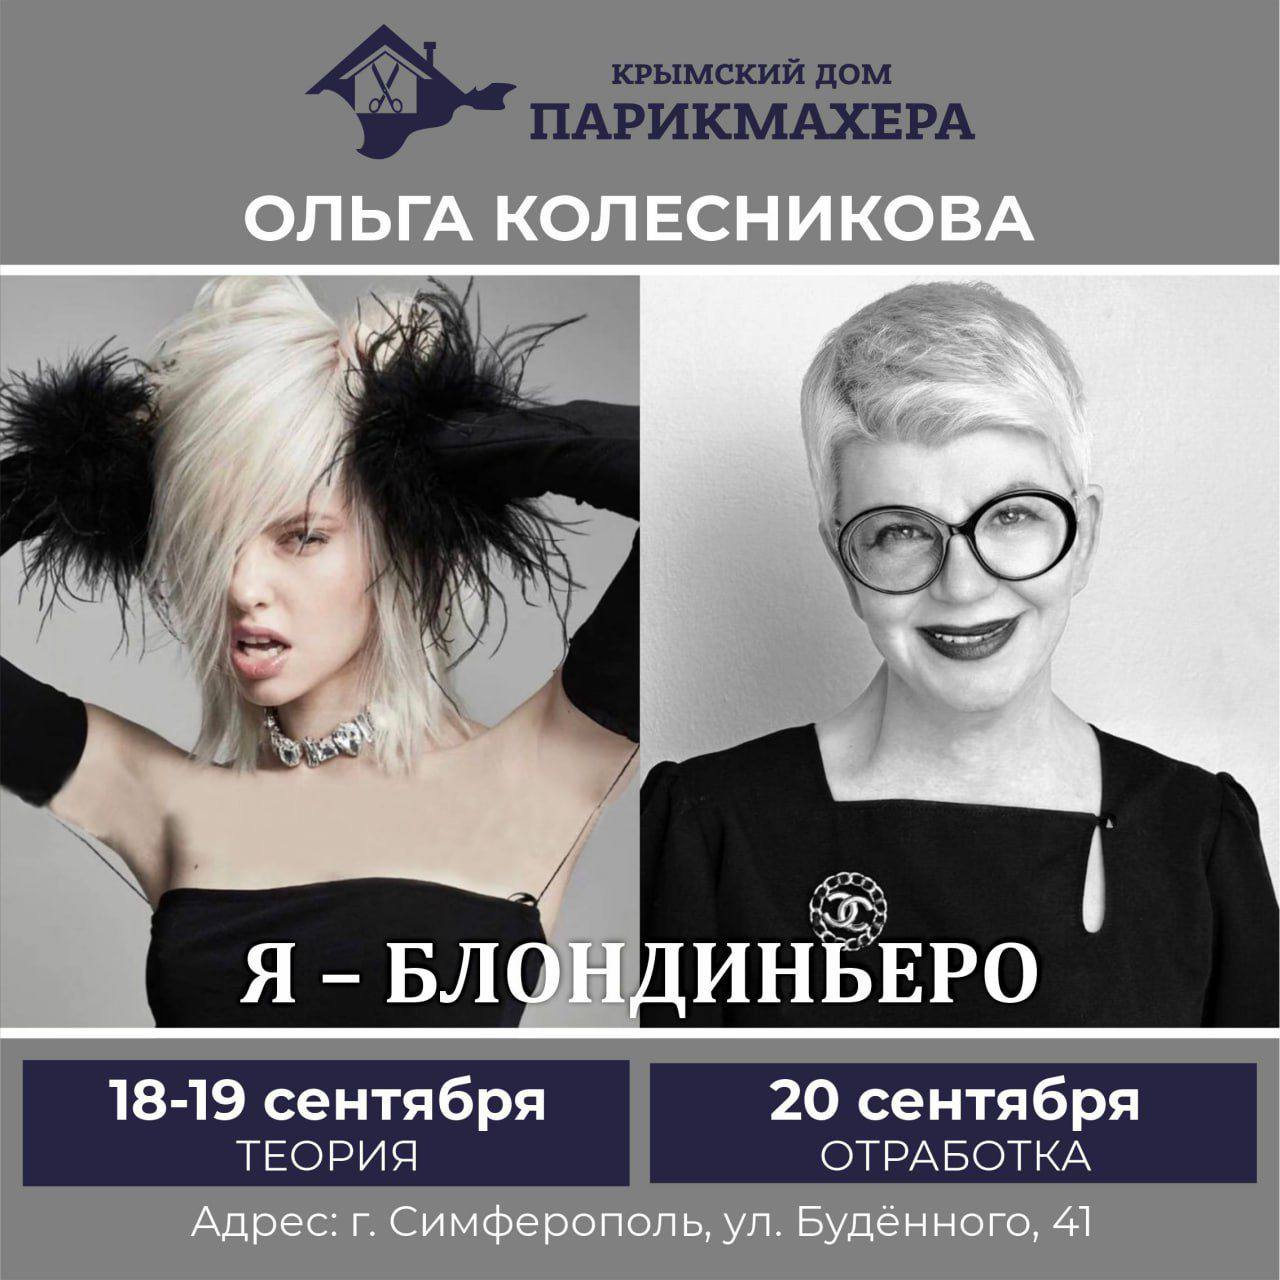 КРЫМСКИЙ ДОМ
ПАРИКМАХЕРА
ОЛЬГА КОЛЕСНИКОВА
Я – БЛОНДИНЬЕРО
18-19 сентября
ТЕОРИЯ
20 сентября
ОТРАБОТКА
Адрес: г. Симферополь, ул. Будённого, 41